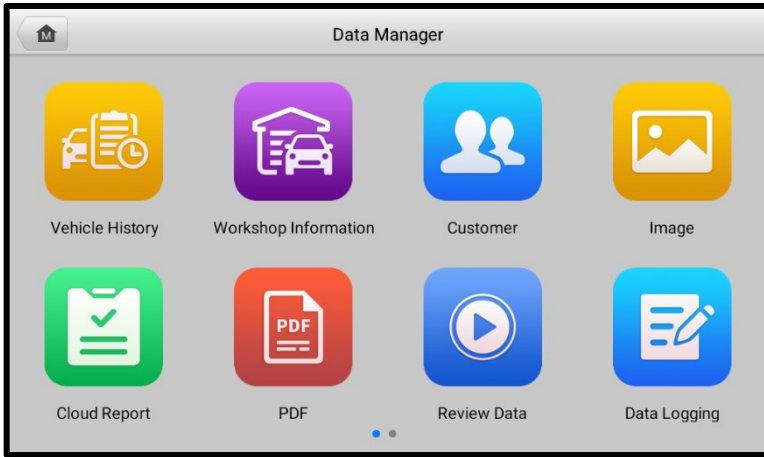 M
Data Manager
Vehicle History
Workshop Information
Customer
Image
PDF
Cloud Report
PDF
Review Data
Data Logging